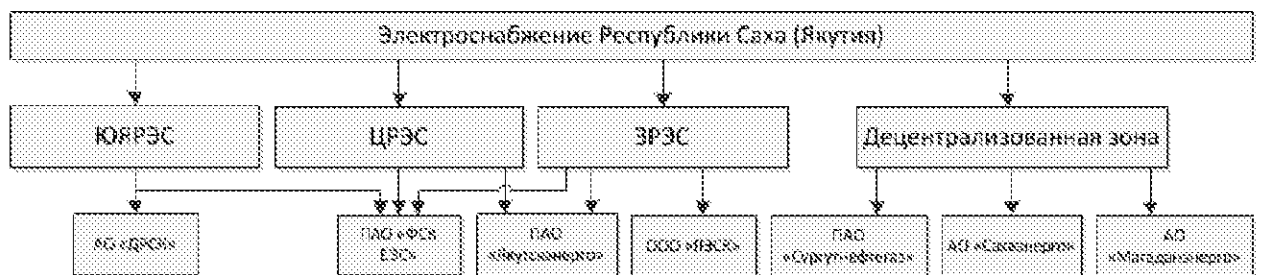 Электроснабжение Республики Саха (Якутия)
ЮЯРЭС
ЦРЭС
ЗРЭС
Децентрализованная зона
АО «ДРСК»
ПАО «ФСК
ЕЭС»
ПАО
«Якутскэнерго»
ООО «ЯЭСК»
ПАО
«Сургутнефтегаз»
АО «Сахаэнерго»
АО
«Магаданэнерго»